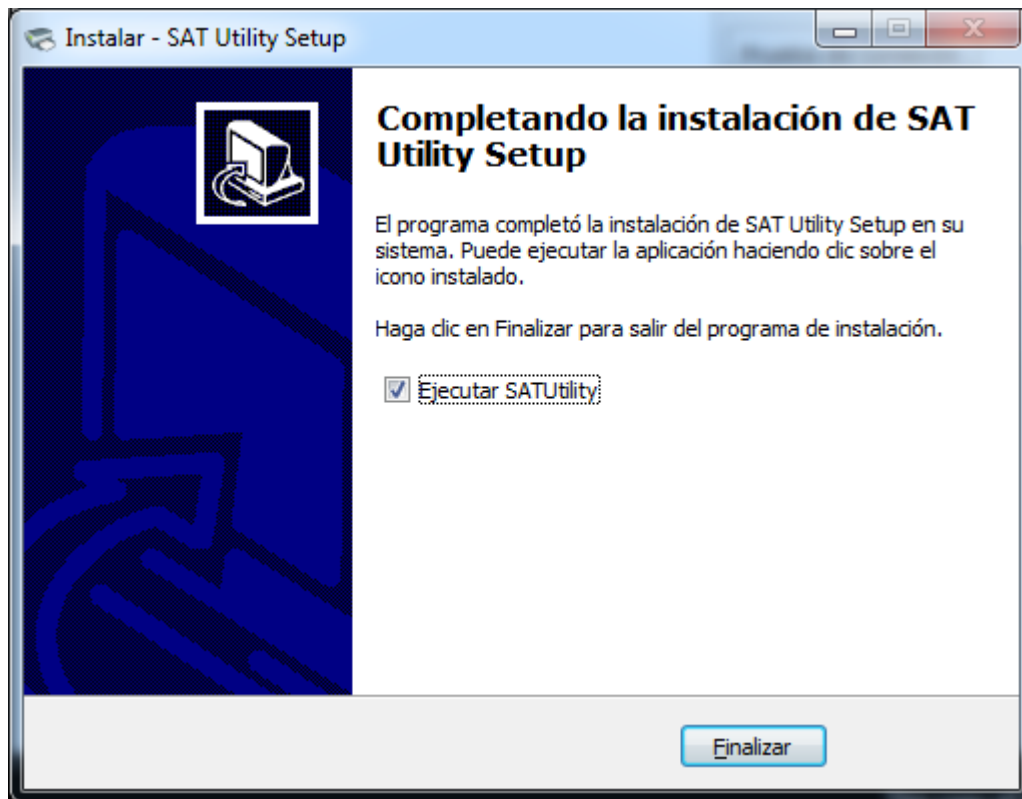 Instalar - SAT Utility Setup
Completando la instalación de SAT
Utility Setup
El programa completó la instalación de SAT Utility Setup en su
sistema. Puede ejecutar la aplicación haciendo clic sobre el
icono instalado.
Haga clic en Finalizar para salir del programa de instalación.
Ejecutar SATUtility
Finalizar